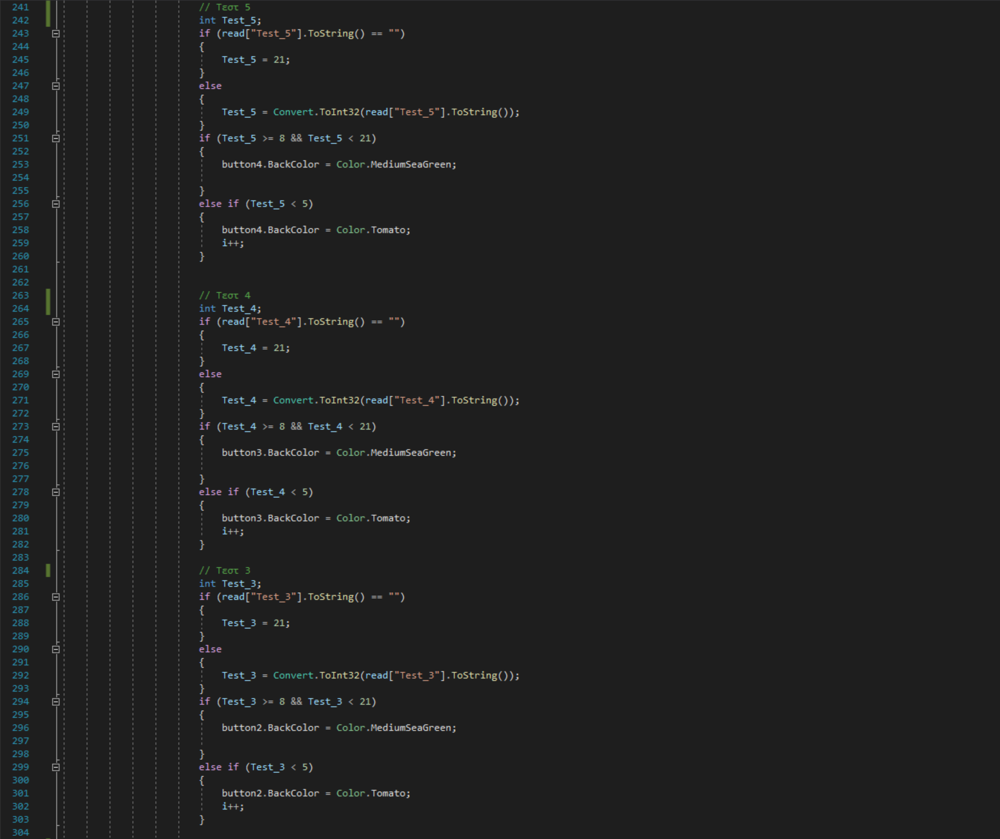 241 // Τεστ 5
242 int Test_5;
243 if (read["Test_5"].ToString() == "")
244 {
245 Test_5 = 21;
246 }
247 else
248 {
249 Test_5 = Convert.ToInt32(read["Test_5"].ToString());
250 }
251 if (Test_5 >= 8 && Test_5 < 21)
252 {
253 button4.BackColor = Color.MediumSeaGreen;
254
255 }
256 else if (Test_5 < 5)
257 {
258 button4.BackColor = Color.Tomato;
259 i++;
260 }
261
262
263 // Τεστ 4
264 int Test_4;
265 if (read["Test_4"].ToString() == "")
266 {
267 Test_4 = 21;
268 }
269 else
270 {
271 Test_4 = Convert.ToInt32(read["Test_4"].ToString());
272 }
273 if (Test_4 >= 8 && Test_4 < 21)
274 {
275 button3.BackColor = Color.MediumSeaGreen;
276
277 }
278 else if (Test_4 < 5)
279 {
280 button3.BackColor = Color.Tomato;
281 i++;
282 }
283
284 // Τεστ 3
285 int Test_3;
286 if (read["Test_3"].ToString() == "")
287 {
288 Test_3 = 21;
289 }
290 else
291 {
292 Test_3 = Convert.ToInt32(read["Test_3"].ToString());
293 }
294 if (Test_3 >= 8 && Test_3 < 21)
295 {
296 button2.BackColor = Color.MediumSeaGreen;
297
298 }
299 else if (Test_3 < 5)
300 {
301 button2.BackColor = Color.Tomato;
302 i++;
303 }
304